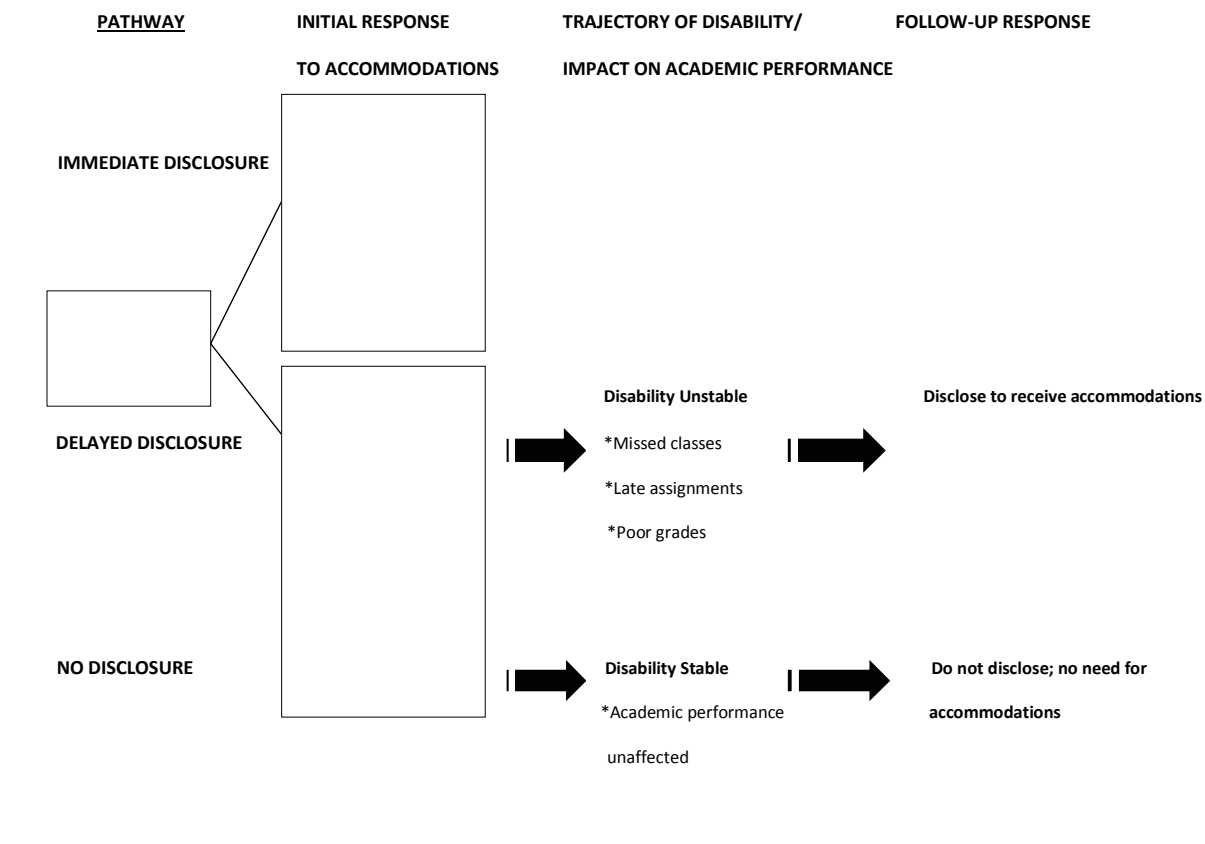 PATHWAY
INITIAL RESPONSE
TO ACCOMMODATIONS
TRAJECTORY OF DISABILITY/
IMPACT ON ACADEMIC PERFORMANCE
FOLLOW-UP RESPONSE
IMMEDIATE DISCLOSURE
DELAYED DISCLOSURE
Disability Unstable
*Missed classes
*Late assignments
*Poor grades
Disclose to receive accommodations
NO DISCLOSURE
Disability Stable
*Academic performance
unaffected
Do not disclose; no need for
accommodations